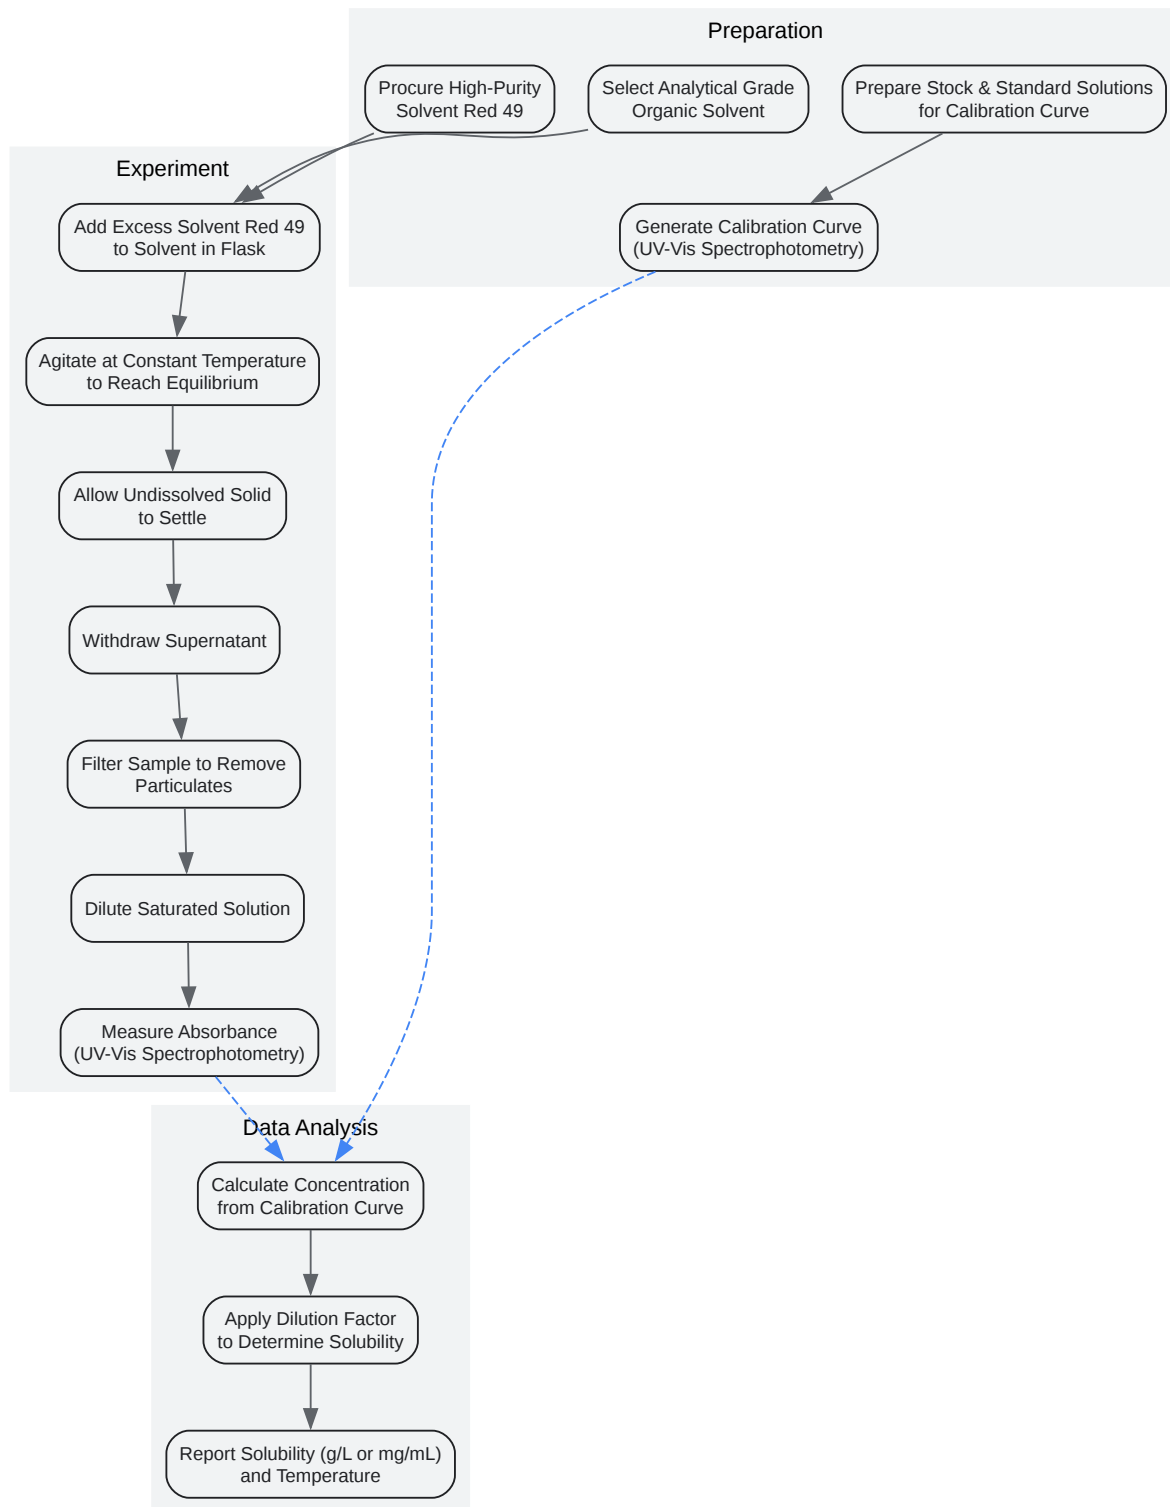 Preparation
Procure High-Purity
Solvent Red 49
Select Analytical Grade
Organic Solvent
Prepare Stock & Standard Solutions
for Calibration Curve
Generate Calibration Curve
(UV-Vis Spectrophotometry)
Experiment
Add Excess Solvent Red 49
to Solvent in Flask
Agitate at Constant Temperature
to Reach Equilibrium
Allow Undissolved Solid
to Settle
Withdraw Supernatant
Filter Sample to Remove
Particulates
Dilute Saturated Solution
Measure Absorbance
(UV-Vis Spectrophotometry)
Data Analysis
Calculate Concentration
from Calibration Curve
Apply Dilution Factor
to Determine Solubility
Report Solubility (g/L or mg/mL)
and Temperature